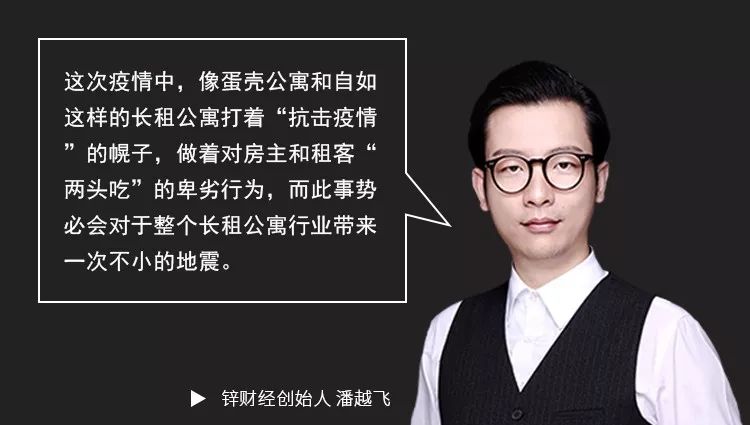 这次疫情中，像蛋壳公寓和自如
这样的长租公寓打着“抗击疫情
”的幌子，做着对房主和租客“
两头吃”的卑劣行为，而此事势
必会对于整个长租公寓行业带来
一次不小的地震。
锌财经创始人 潘越飞